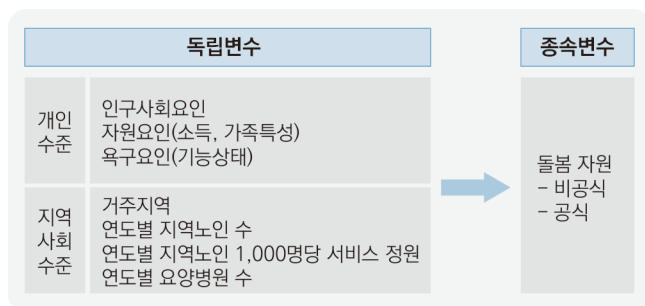 독립변수
종속변수
개인
수준
인구사회요인
자원요인(소득, 가족특성)
욕구요인(기능상태)
지역
사회
수준
거주지역
연도별 지역노인 수
연도별 지역노인 1,000명당 서비스 정원
연도별 요양병원 수
돌봄 자원
– 비공식
– 공식